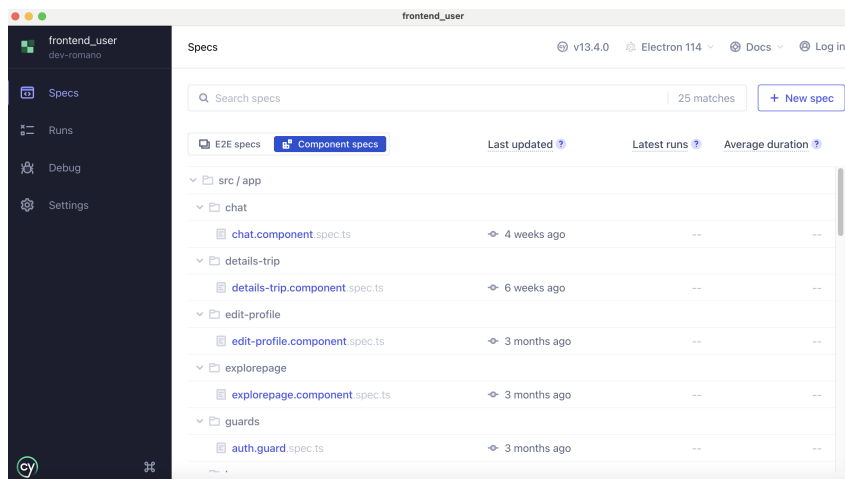 frontend_user
frontend_user
dev-romano
Specs
v13.4.0
Electron 114
Docs
Log in
Specs
Runs
Debug
Settings
Search specs
25 matches
+ New spec
E2E specs
Component specs
Last updated ?
Latest runs ?
Average duration ?
src / app
chat
chat.component.spec.ts 4 weeks ago -- --
details-trip
details-trip.component.spec.ts 6 weeks ago -- --
edit-profile
edit-profile.component.spec.ts 3 months ago -- --
explorepage
explorepage.component.spec.ts 3 months ago -- --
guards
auth.guard.spec.ts 3 months ago -- --
cy